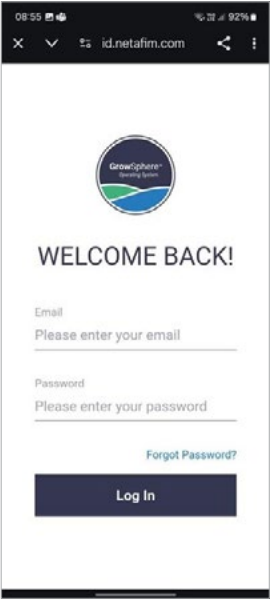 08:55 92%
id.netafim.com
GrowSphere™
Operating System
WELCOME BACK!
Email
Please enter your email
Password
Please enter your password
Forgot Password?
Log In